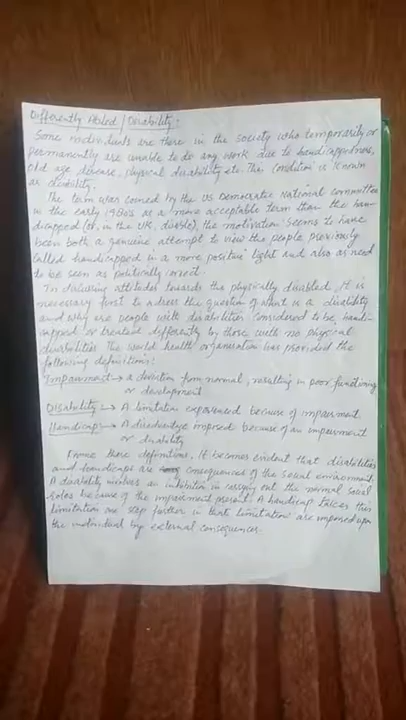 Differently Abled / Disability.
Some individuals are there in the society who temporarily or
permanently are unable to do any work due to handicappedness,
Old age disease, physical disability etc. This condition is known
as disability.
The term was coined by the US Democratic National committee
in the early 1980's as a more acceptable term than the han-
dicapped (or, in the UK, disable), the motivation seems to have
been both a genuine attempt to view the people previously
called handicapped in a more positive light and also as need
to be seen as politically correct.
In attitudes towards the physically disabled, it is
necessary first to adress the question of what is a disability
and why are people with disabilities considered to be handi-
capped or treated differently by those with no physical
disabilities. The world health organisation has provided the
following definitions:
Impairment → a deviation from normal, resulting in poor functioning
or development
Disability → A limitation experienced because of impairment.
Handicap → A disadvantage imposed because of an impairment
or disability
From these definitions, It becomes evident that disabilities
and handicaps are consequences of the social environment.
A disability involves an inhibition in carrying out the normal social
roles because of the impairment present. A handicap takes this
limitation one step further in that limitation are imposed upon
the individual by external consequences.